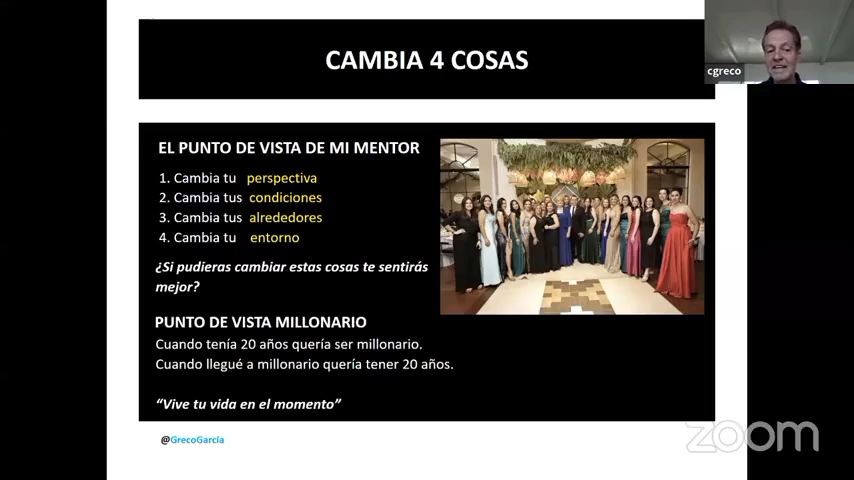 CAMBIA 4 COSAS
cgreco
EL PUNTO DE VISTA DE MI MENTOR
1. Cambia tu perspectiva
2. Cambia tus condiciones
3. Cambia tus alrededores
4. Cambia tu entorno
¿Si pudieras cambiar estas cosas te sentirás
mejor?
PUNTO DE VISTA MILLONARIO
Cuando tenía 20 años quería ser millonario.
Cuando llegué a millonario quería tener 20 años.
“Vive tu vida en el momento”
@GrecoGarcía
zoom